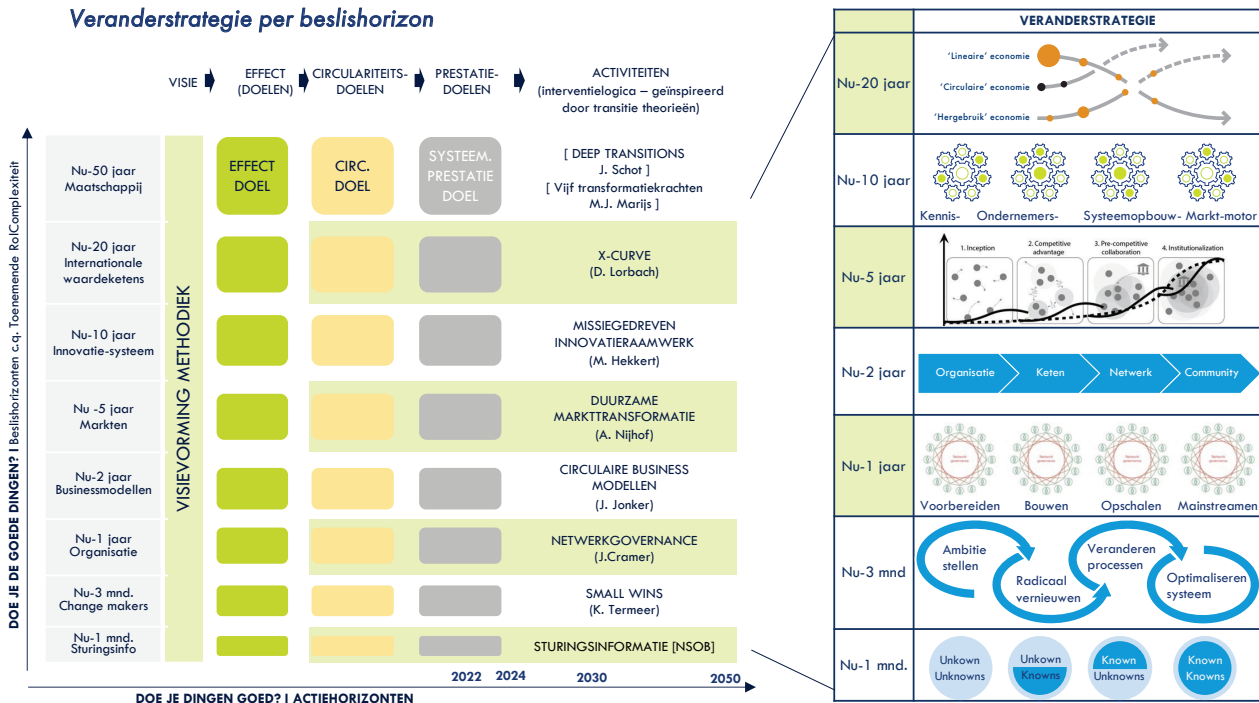 Veranderstrategie per beslishorizon
VISIE
EFFECT
(DOELEN)
CIRCULARITEITS-
DOELEN
PRESTATIE-
DOELEN
ACTIVITEITEN
(interventielogica – geïnspireerd
door transitie theorieën)
DOE JE DE GOEDE DINGEN? I Beslishorizonten c.q. Toenemende RolComplexiteit
VISIEVORMING METHODIEK
Nu-50 jaar
Maatschappij
EFFECT
DOEL
CIRC.
DOEL
SYSTEEM.
PRESTATIE
DOEL
[ DEEP TRANSITIONS
J. Schot ]
[ Vijf transformatiekrachten
M.J. Marijs ]
Nu-20 jaar
Internationale
waardeketens
X-CURVE
(D. Lorbach)
Nu-10 jaar
Innovatie-systeem
MISSIEGEDREVEN
INNOVATIERAAMWERK
(M. Hekkert)
Nu -5 jaar
Markten
DUURZAME
MARKTTRANSFORMATIE
(A. Nijhof)
Nu-2 jaar
Businessmodellen
CIRCULAIRE BUSINESS
MODELLEN
(J. Jonker)
Nu-1 jaar
Organisatie
NETWERKGOVERNANCE
(J.Cramer)
Nu-3 mnd.
Change makers
SMALL WINS
(K. Termeer)
Nu-1 mnd.
Sturingsinfo
STURINGSINFORMATIE [NSOB]
2022 2024 2030 2050
DOE JE DINGEN GOED? I ACTIEHORIZONTEN
VERANDERSTRATEGIE
Nu-20 jaar
'Lineaire' economie
'Circulaire' economie
'Hergebruik' economie
Nu-10 jaar
Kennis- Ondernemers- Systeemopbouw- Markt-motor
Nu-5 jaar
1. Inception
2. Competitive
advantage
3. Pre-competitive
collaboration
4. Institutionalization
Nu-2 jaar
Organisatie Keten Netwerk Community
Nu-1 jaar
Network
governance
Network
governance
Network
governance
Network
governance
Voorbereiden Bouwen Opschalen Mainstreamen
Nu-3 mnd
Ambitie
stellen
Radicaal
vernieuwen
Veranderen
processen
Optimaliseren
systeem
Nu-1 mnd.
Unkown
Unknowns
Unkown
Knowns
Known
Unknowns
Known
Knowns